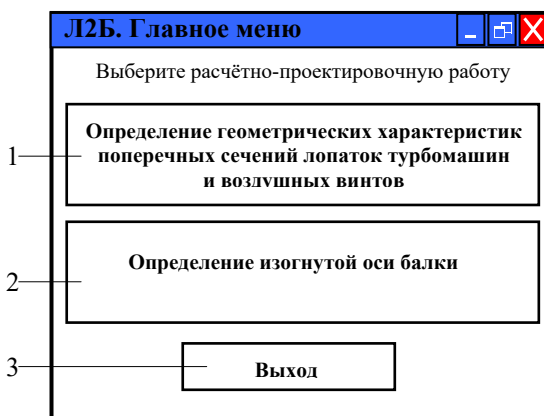 Л2Б. Главное меню
Выберите расчётно-проектировочную работу
1
Определение геометрических характеристик
поперечных сечений лопаток турбомашин
и воздушных винтов
2
Определение изогнутой оси балки
3
Выход